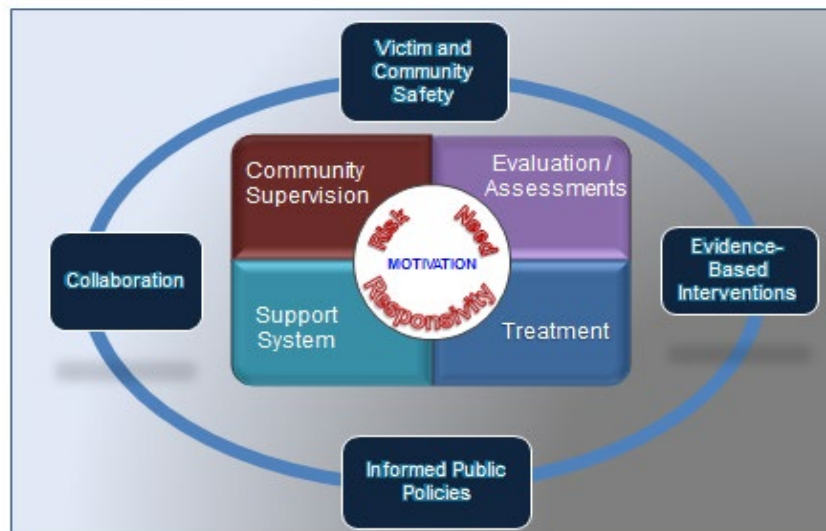 Victim and
Community
Safety
Community
Supervision
Evaluation /
Assessments
Risk
Need
MOTIVATION
Responsivity
Collaboration
Evidence-
Based
Interventions
Support
System
Treatment
Informed Public
Policies